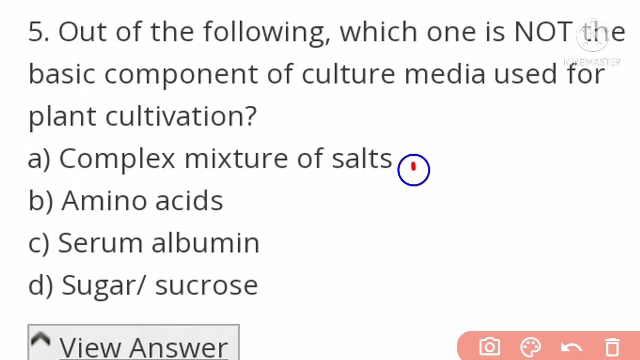 5. Out of the following, which one is NOT the
basic component of culture media used for
plant cultivation?
a) Complex mixture of salts
b) Amino acids
c) Serum albumin
d) Sugar/ sucrose
View Answer
KINEMASTER